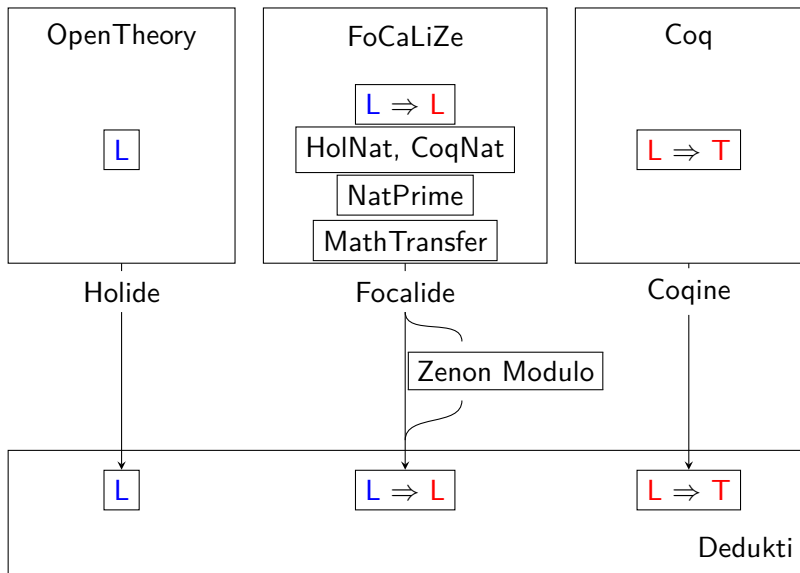 OpenTheory
FoCaLiZe
Coq
L
L ⇒ L
HolNat, CoqNat
NatPrime
MathTransfer
L ⇒ T
Holide
Focalide
Coqine
Zenon Modulo
L
L ⇒ L
L ⇒ T
Dedukti